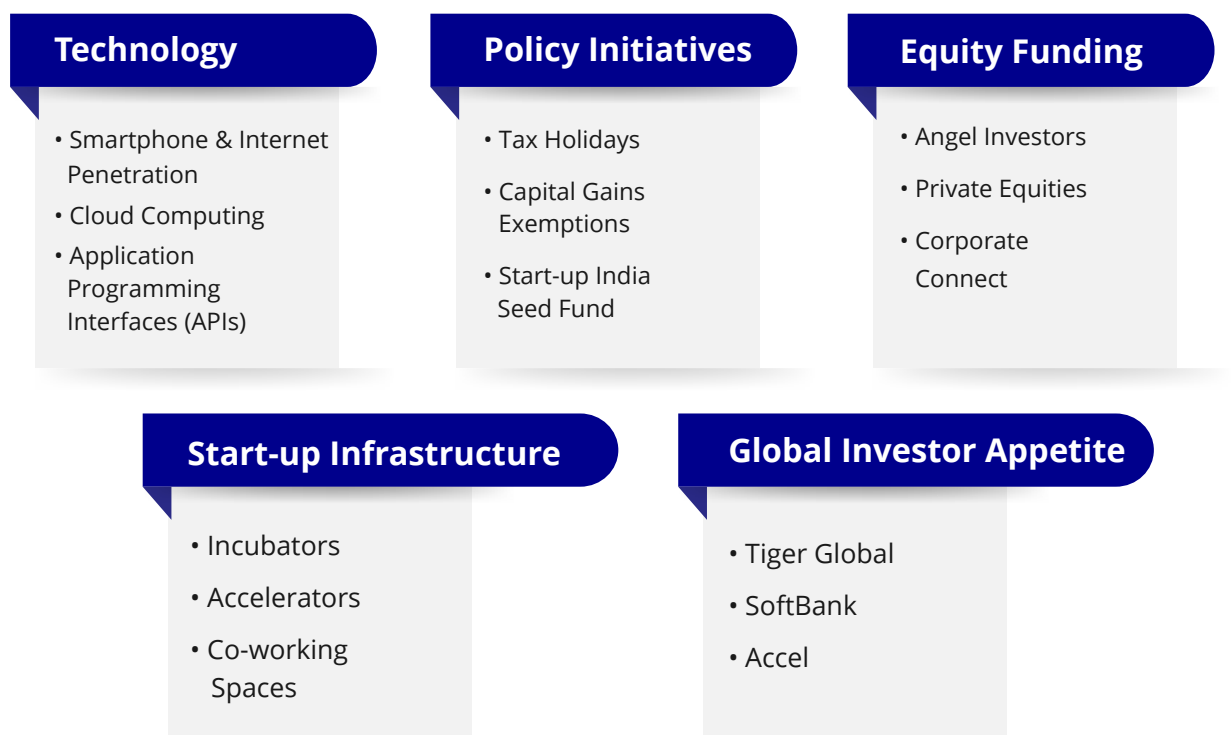 Technology
• Smartphone & Internet
Penetration
• Cloud Computing
• Application
Programming
Interfaces (APIs)
Policy Initiatives
• Tax Holidays
• Capital Gains
Exemptions
• Start-up India
Seed Fund
Equity Funding
• Angel Investors
• Private Equities
• Corporate
Connect
Start-up Infrastructure
• Incubators
• Accelerators
• Co-working
Spaces
Global Investor Appetite
• Tiger Global
• SoftBank
• Accel